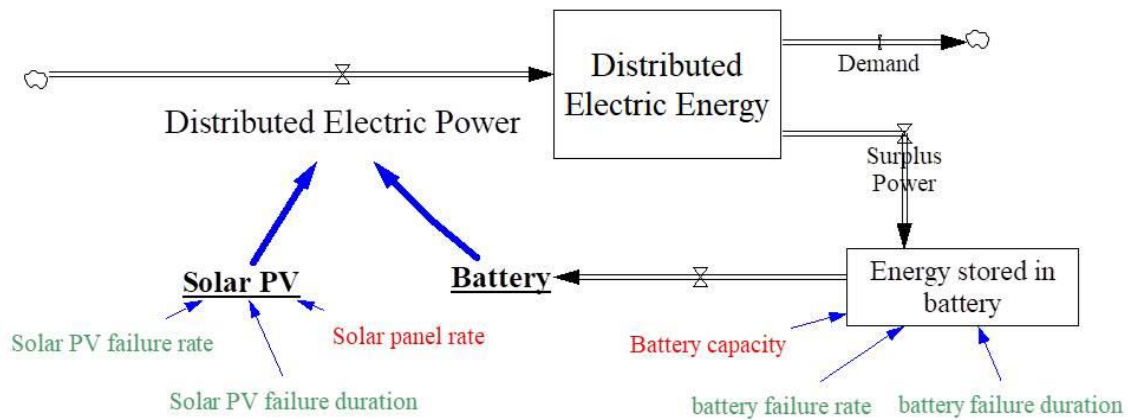 Distributed
Electric Energy
Demand
Distributed Electric Power
Surplus
Power
Solar PV
Battery
Energy stored in
battery
Solar PV failure rate
Solar panel rate
Battery capacity
Solar PV failure duration
battery failure rate
battery failure duration